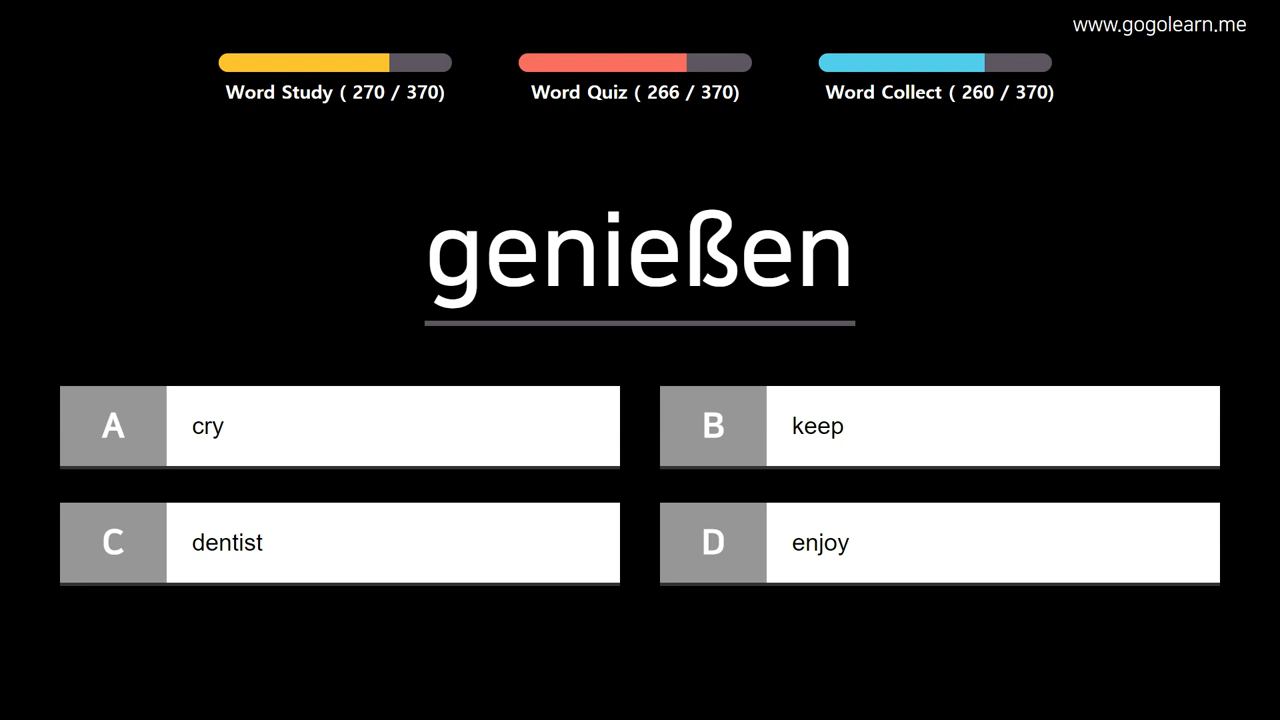 www.gogolearn.me
Word Study ( 270 / 370)
Word Quiz ( 266 / 370)
Word Collect ( 260 / 370)
genießen
A cry
B keep
C dentist
D enjoy